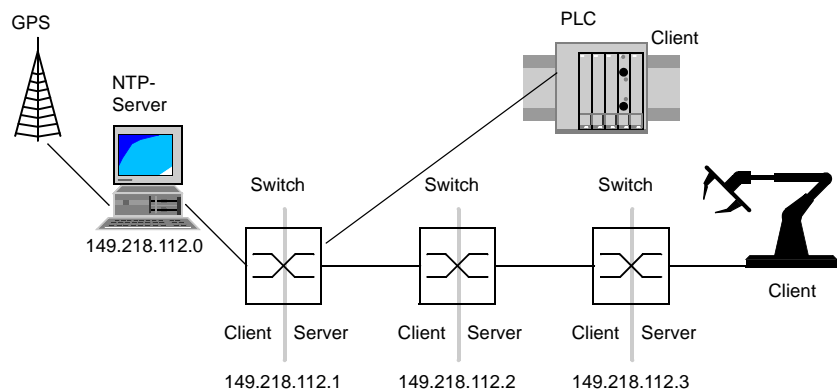 GPS
NTP-
Server
149.218.112.0
PLC
Client
Switch
Switch
Switch
Client
Client
Server
Client
Server
Client
Server
149.218.112.1
149.218.112.2
149.218.112.3